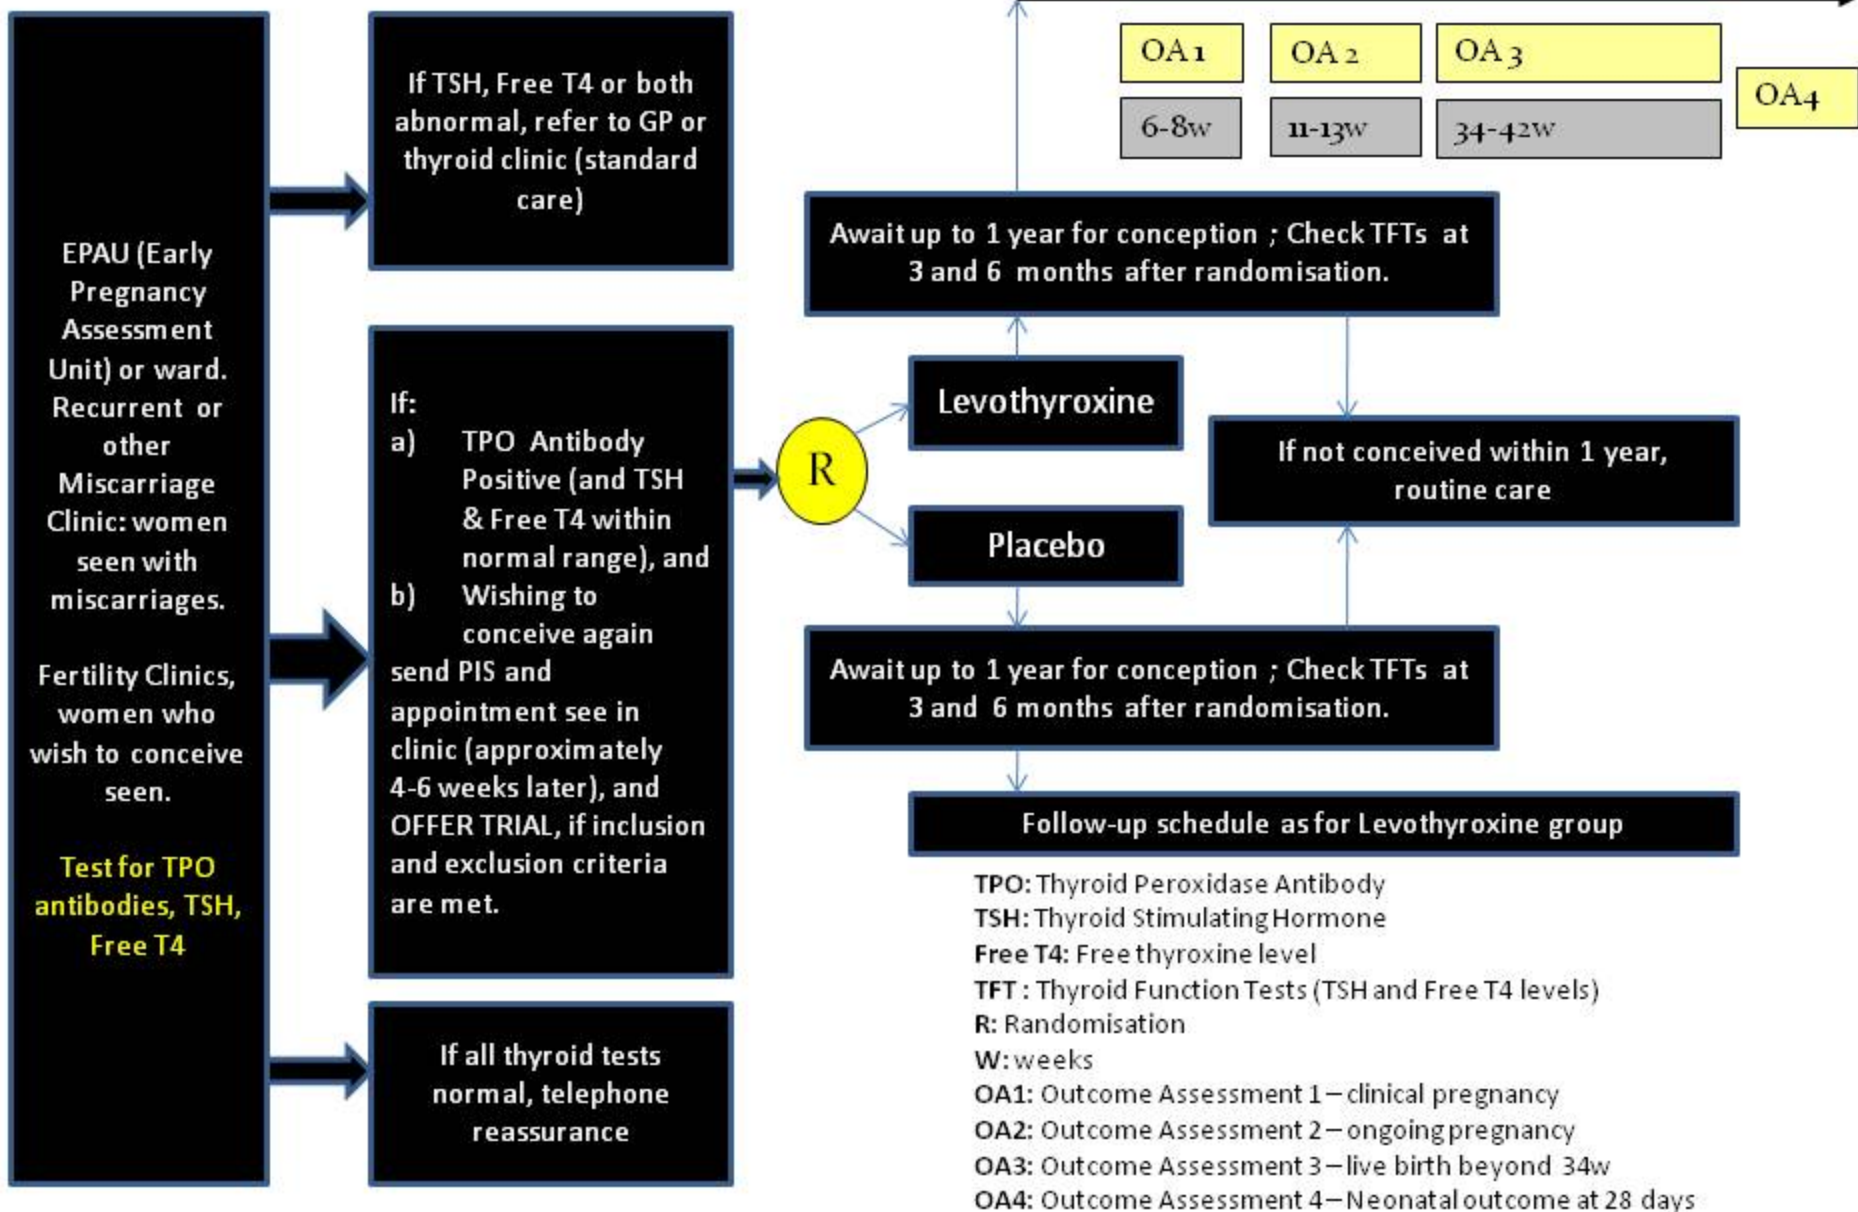 EPAU (Early
Pregnancy
Assessment
Unit) or ward.
Recurrent or
other
Miscarriage
Clinic: women
seen with
miscarriages.
Fertility Clinics,
women who
wish to conceive
seen.
Test for TPO
antibodies, TSH,
Free T4
If TSH, Free T4 or both
abnormal, refer to GP or
thyroid clinic (standard
care)
If:
a) TPO Antibody
Positive (and TSH
& Free T4 within
normal range), and
b) Wishing to
conceive again
send PIS and
appointment see in
clinic (approximately
4-6 weeks later), and
OFFER TRIAL, if inclusion
and exclusion criteria
are met.
If all thyroid tests
normal, telephone
reassurance
R
Levothyroxine
Placebo
Await up to 1 year for conception ; Check TFTs at
3 and 6 months after randomisation.
OA 1
OA 2
OA 3
OA4
6-8w
11-13w
34-42w
If not conceived within 1 year,
routine care
Await up to 1 year for conception ; Check TFTs at
3 and 6 months after randomisation.
Follow-up schedule as for Levothyroxine group
TPO: Thyroid Peroxidase Antibody
TSH: Thyroid Stimulating Hormone
Free T4: Free thyroxine level
TFT : Thyroid Function Tests (TSH and Free T4 levels)
R: Randomisation
W: weeks
OA1: Outcome Assessment 1 – clinical pregnancy
OA2: Outcome Assessment 2 – ongoing pregnancy
OA3: Outcome Assessment 3 – live birth beyond 34w
OA4: Outcome Assessment 4 – Neonatal outcome at 28 days